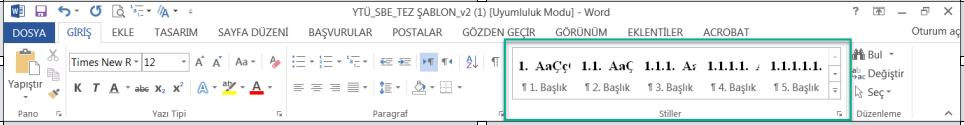 YTÜ_SBE_TEZ ŞABLON_v2 (1) [Uyumluluk Modu] - Word
DOSYA GİRİŞ EKLE TASARIM SAYFA DÜZENİ BAŞVURULAR POSTALAR GÖZDEN GEÇİR GÖRÜNÜM EKLENTİLER ACROBAT Oturum aç
Times New R 12 Aa 1. AaÇç 1.1. AaÇ 1.1.1. Aa 1.1.1.1. 1.1.1.1.1. Bul
Yapıştır K T A abc x₂ x² A ab A ¶ 1. Başlık ¶ 2. Başlık ¶ 3. Başlık ¶ 4. Başlık ¶ 5. Başlık Değiştir
Seç
Pano Yazı Tipi Paragraf Stiller Düzenleme